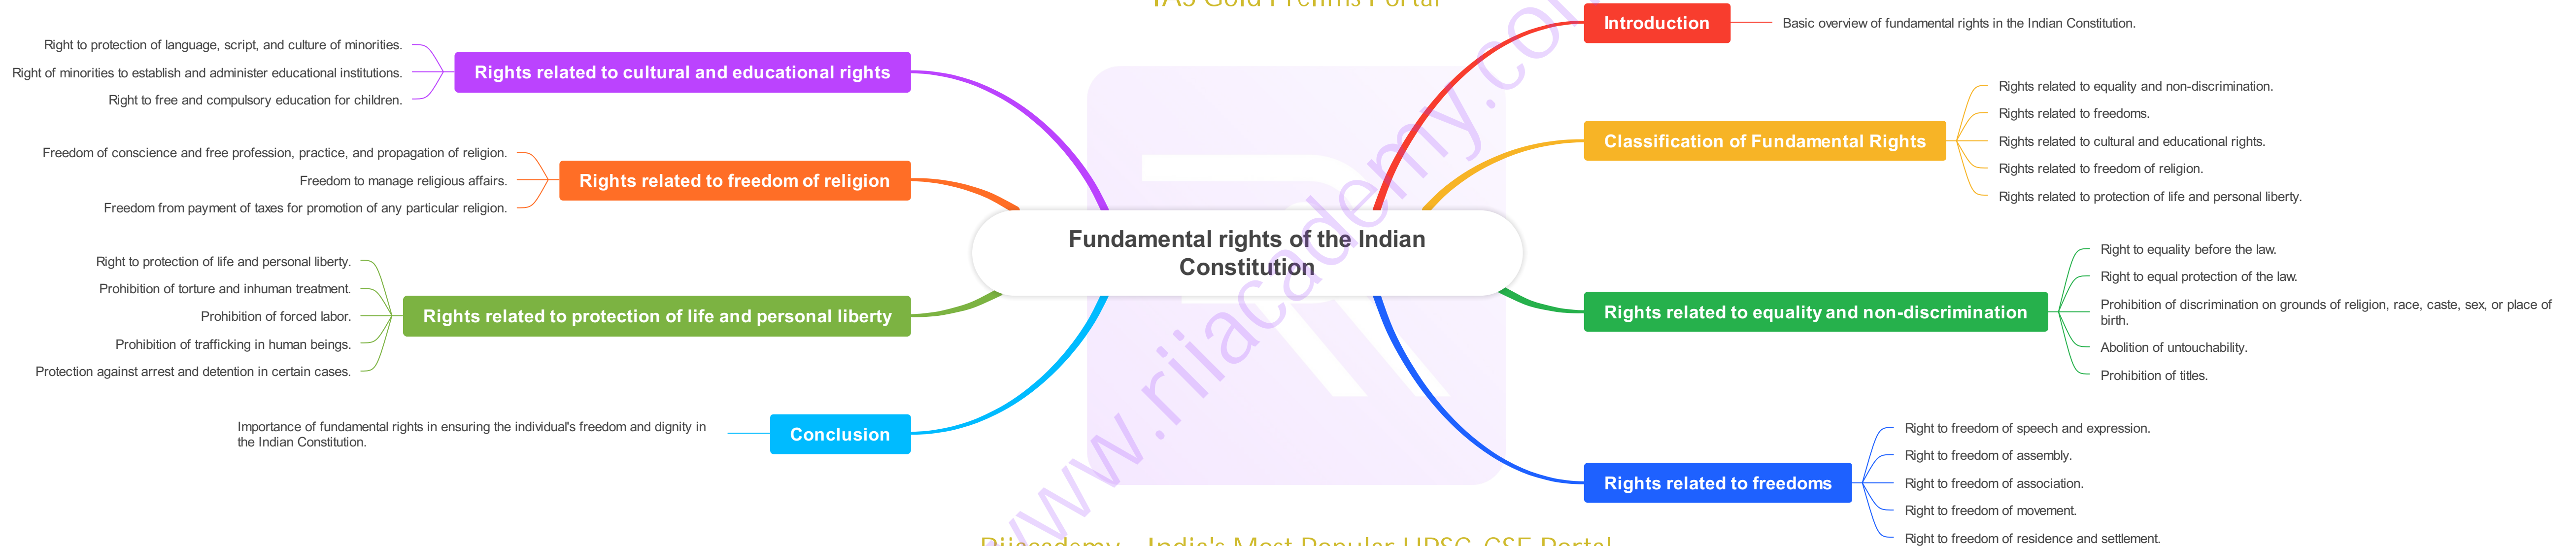 IAS Gold Prelims Portal
Fundamental rights of the Indian
Constitution
Introduction
Basic overview of fundamental rights in the Indian Constitution.
Classification of Fundamental Rights
Rights related to equality and non-discrimination.
Rights related to freedoms.
Rights related to cultural and educational rights.
Rights related to freedom of religion.
Rights related to protection of life and personal liberty.
Rights related to equality and non-discrimination
Right to equality before the law.
Right to equal protection of the law.
Prohibition of discrimination on grounds of religion, race, caste, sex, or place of
birth.
Abolition of untouchability.
Prohibition of titles.
Rights related to freedoms
Right to freedom of speech and expression.
Right to freedom of assembly.
Right to freedom of association.
Right to freedom of movement.
Right to freedom of residence and settlement.
Rights related to cultural and educational rights
Right to protection of language, script, and culture of minorities.
Right of minorities to establish and administer educational institutions.
Right to free and compulsory education for children.
Rights related to freedom of religion
Freedom of conscience and free profession, practice, and propagation of religion.
Freedom to manage religious affairs.
Freedom from payment of taxes for promotion of any particular religion.
Rights related to protection of life and personal liberty
Right to protection of life and personal liberty.
Prohibition of torture and inhuman treatment.
Prohibition of forced labor.
Prohibition of trafficking in human beings.
Protection against arrest and detention in certain cases.
Conclusion
Importance of fundamental rights in ensuring the individual's freedom and dignity in
the Indian Constitution.
www.riiacademy.com
Riiacademy - India's Most Popular UPSC-CSE Portal